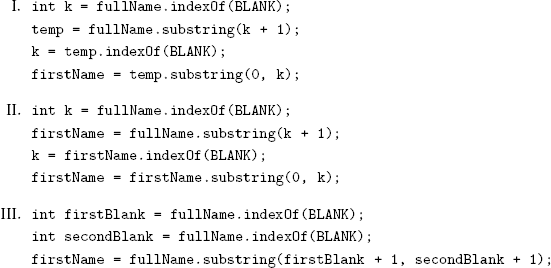 I. int k = fullName.indexOf(BLANK);
temp = fullName.substring(k + 1);
k = temp.indexOf(BLANK);
firstName = temp.substring(0, k);
II. int k = fullName.indexOf(BLANK);
firstName = fullName.substring(k + 1);
k = firstName.indexOf(BLANK);
firstName = firstName.substring(0, k);
III. int firstBlank = fullName.indexOf(BLANK);
int secondBlank = fullName.indexOf(BLANK);
firstName = fullName.substring(firstBlank + 1, secondBlank + 1);